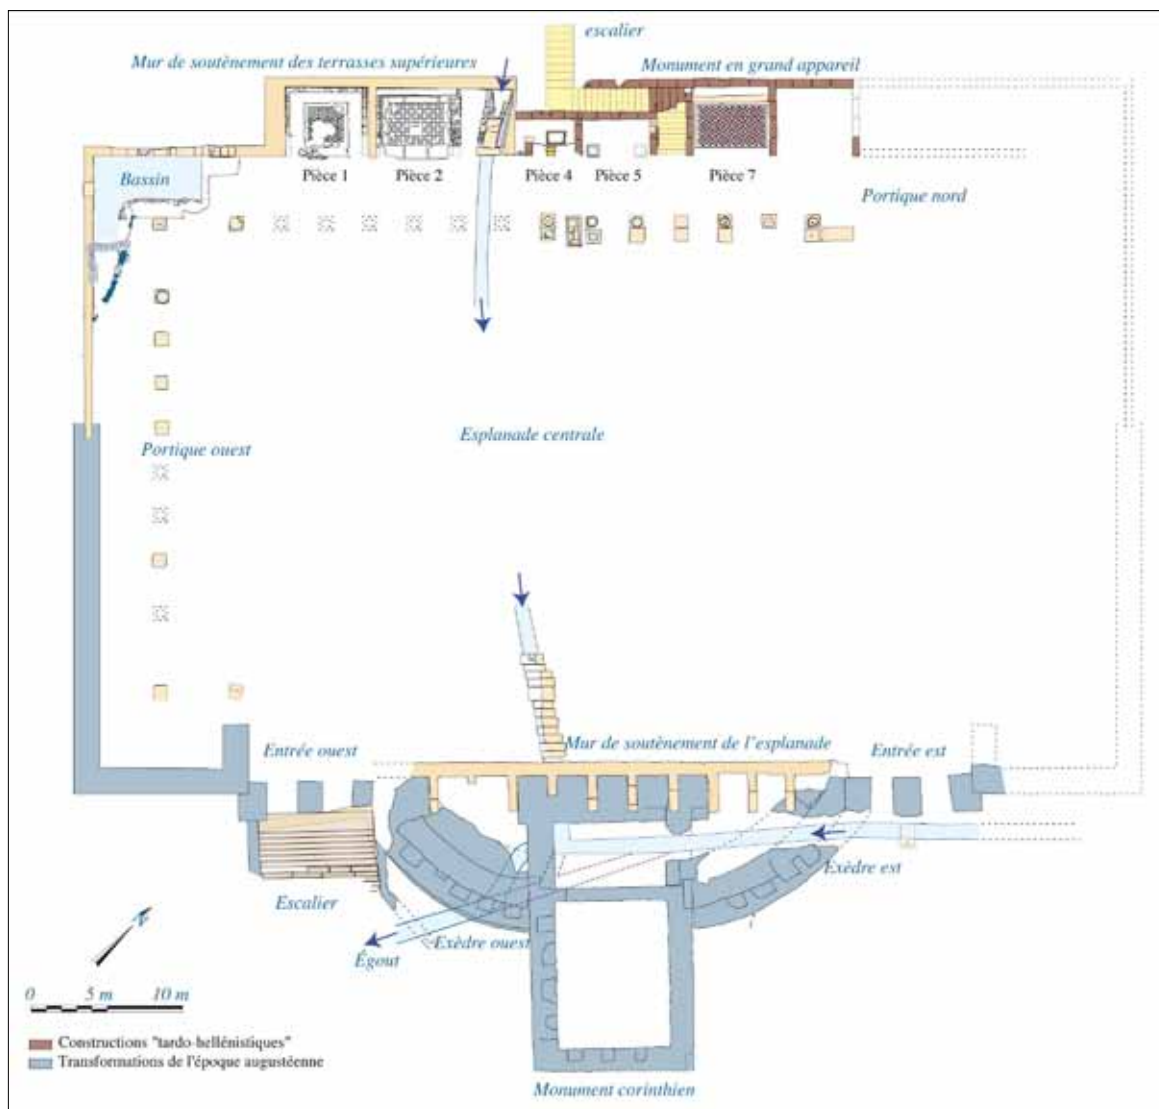 escalier
Mur de soutènement des terrasses supérieures
Monument en grand appareil
Bassin
Pièce 1
Pièce 2
Pièce 4
Pièce 5
Pièce 7
Portique nord
Portique ouest
Esplanade centrale
Entrée ouest
Mur de soutènement de l'esplanade
Entrée est
Exèdre est
Escalier
Exèdre ouest
Égout
N
0 5 m 10 m
Constructions "tardo-hellénistiques"
Transformations de l'époque augustéenne
Monument corinthien